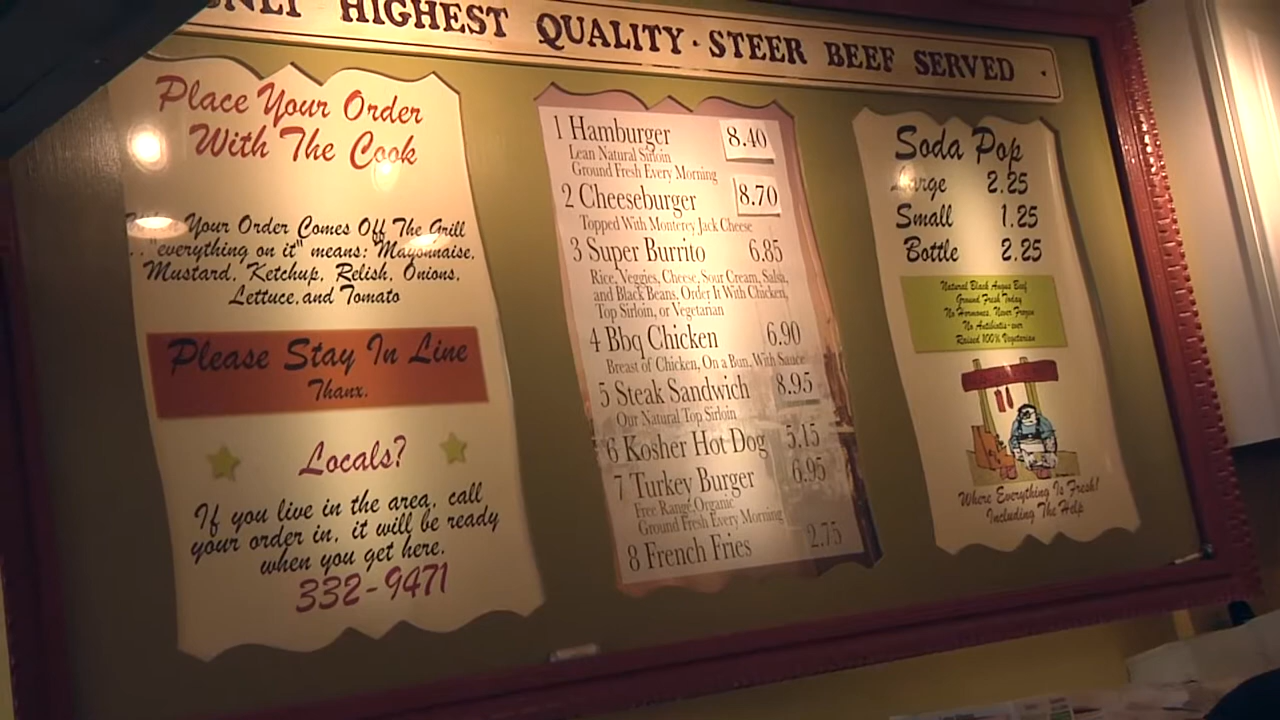 HIGHEST QUALITY · STEER BEEF SERVED .
Place Your Order
With The Cook
Your Order Comes Off The Grill
. . "everything on it" means: Mayonnaise,
Mustard, Ketchup, Relish, Onions,
Lettuce, and Tomato
Please Stay In Line
Thanx.
Locals?
If you live in the area, call
your order in, it will be ready
when you get here.
332-9471
1 Hamburger 8.40
Lean Natural Sirloin
Ground Fresh Every Morning
2 Cheeseburger 8.70
Topped With Monterey Jack Cheese
3 Super Burrito 6.85
Rice, Veggies, Cheese, Sour Cream, Salsa,
and Black Beans. Order It With Chicken,
Top Sirloin, or Vegetarian
4 Bbq Chicken 6.90
Breast of Chicken, On a Bun, With Sauce
5 Steak Sandwich 8.95
Our Natural Top Sirloin
6 Kosher Hot Dog 5.15
7 Turkey Burger 6.95
Free Range, Organic
Ground Fresh Every Morning
8 French Fries 2.75
Soda Pop
Large 2.25
Small 1.25
Bottle 2.25
Natural Black Angus Beef
Ground Fresh Today
No Hormones, Never Frozen
No Antibiotis-ever
Raised 100% Vegetarian
Where Everything Is Fresh!
Including The Help